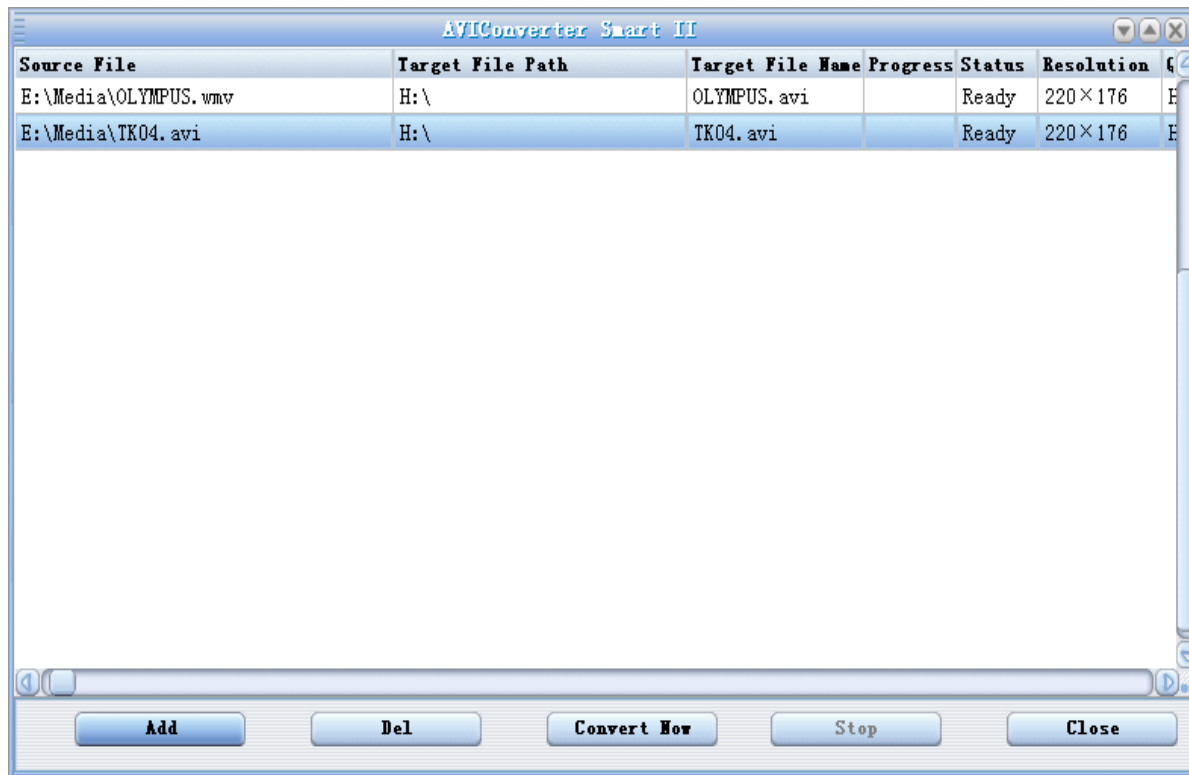 AVIConverter Smart II
Source File Target File Path Target File Name Progress Status Resolution
E:\Media\OLYMPUS.wmv H:\ OLYMPUS.avi Ready 220×176
E:\Media\TK04.avi H:\ TK04.avi Ready 220×176
Add Del Convert Now Stop Close